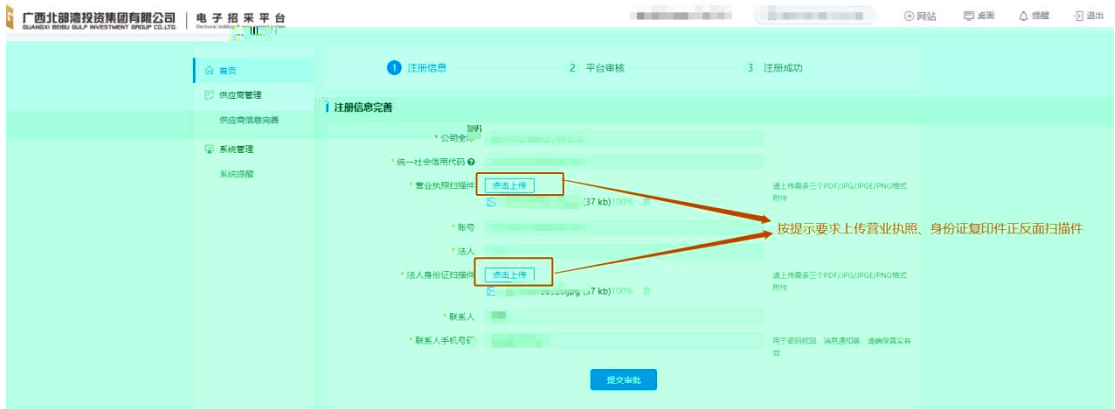 广西北部湾投资集团有限公司 电子招采平台
GUANGXI BEIBU GULF INVESTMENT GROUP CO.,LTD.
网站 桌面 提醒 退出
首页
供应商管理
供应商信息完善
系统管理
系统提醒
1 注册信息 2 平台审核 3 注册成功
注册信息完善
* 公司全称
* 统一社会信用代码
* 营业执照扫描件 点击上传 请上传最多三个PDF/JPG/JPGE/PNG格式
附件
(37 kb)100%
* 账号
按提示要求上传营业执照、身份证复印件正反面扫描件
* 法人
* 法人身份证扫描件 点击上传 请上传最多三个PDF/JPG/JPGE/PNG格式
附件
jpg (37 kb)100%
* 联系人
* 联系人手机号码 用于密码找回、消息通知等，请确保真实有
效
提交审批